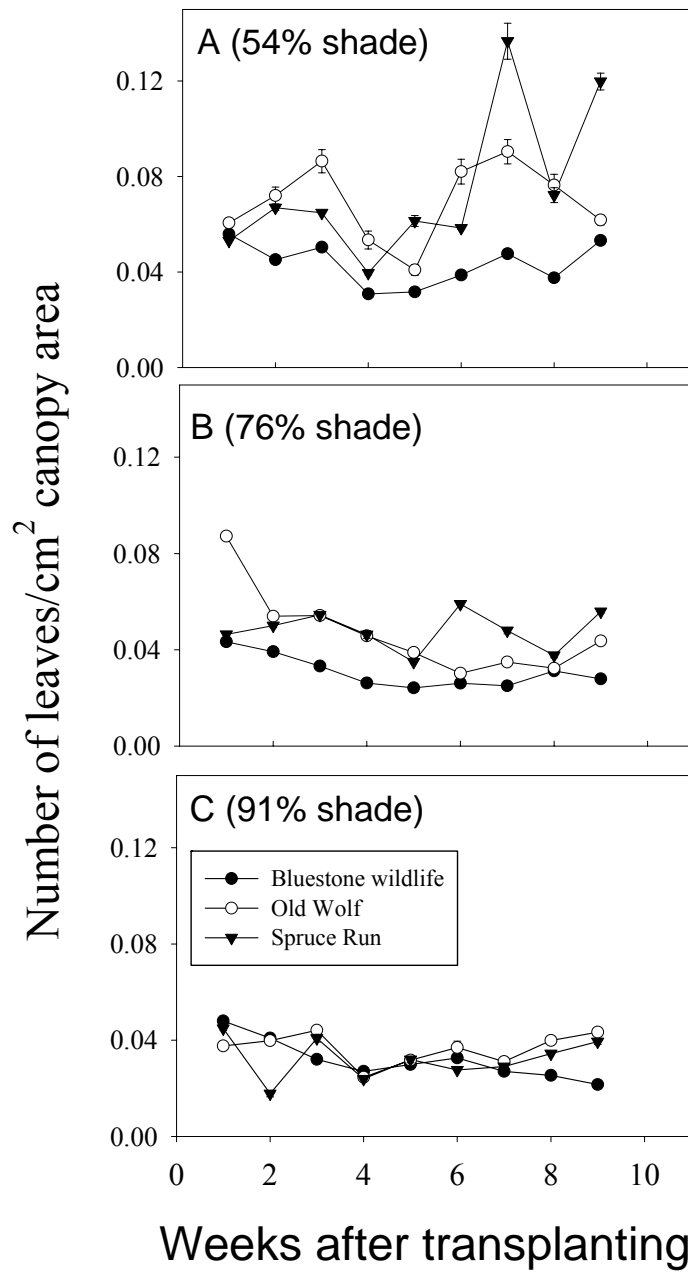 A (54% shade)
0.12
0.08
0.04
0.00
B (76% shade)
0.12
0.08
0.04
0.00
C (91% shade)
0.12
Bluestone wildlife
Old Wolf
Spruce Run
0.08
0.04
0.00
0 2 4 6 8 10
Number of leaves/cm² canopy area
Weeks after transplanting